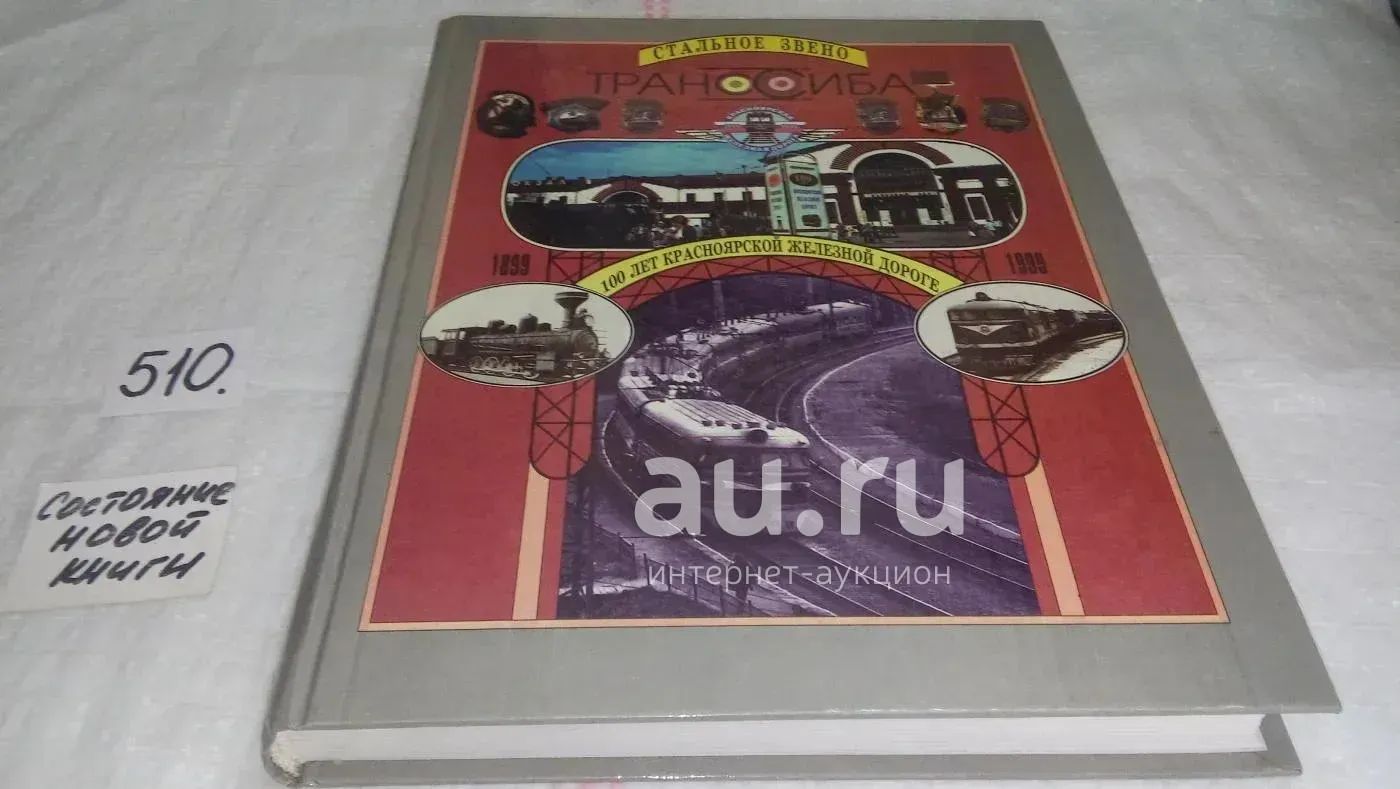 СТАЛЬНОЕ ЗВЕНО
ТРАНССИБА
1899
100 ЛЕТ КРАСНОЯРСКОЙ ЖЕЛЕЗНОЙ ДОРОГЕ
1999
510.
Состояние
новой
книги
au.ru
интернет-аукцион